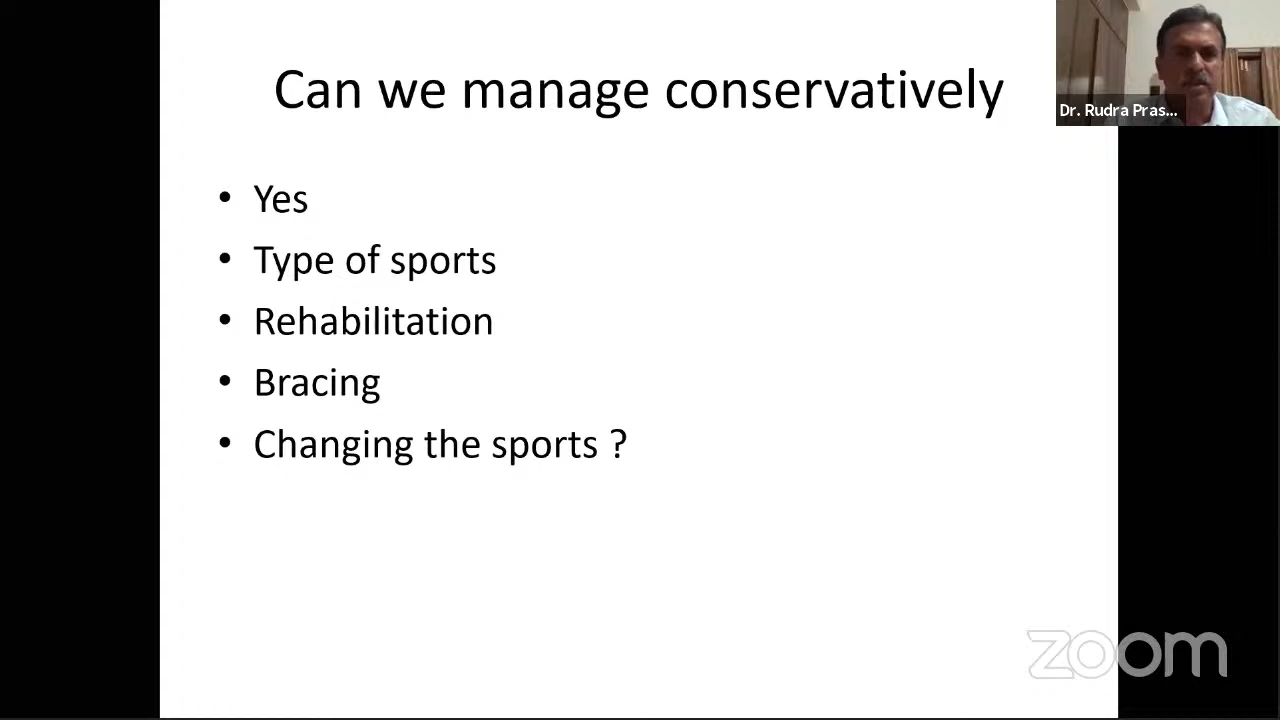 Can we manage conservatively
Dr. Rudra Pras...
• Yes
• Type of sports
• Rehabilitation
• Bracing
• Changing the sports ?
zoom